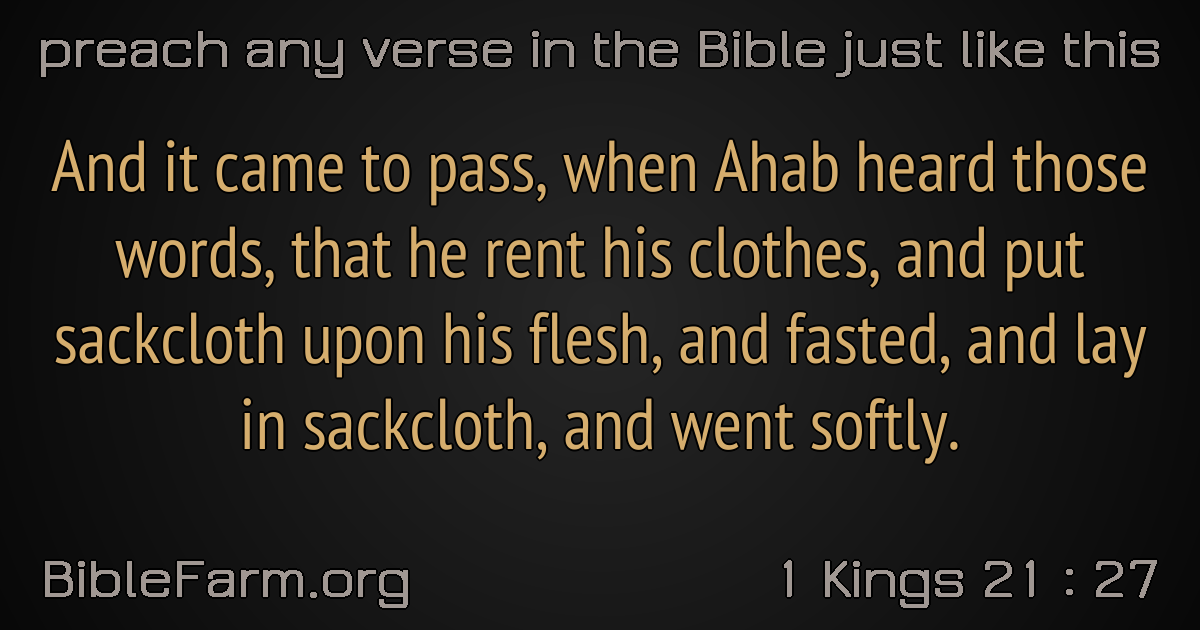 preach any verse in the Bible just like this
And it came to pass, when Ahab heard those
words, that he rent his clothes, and put
sackcloth upon his flesh, and fasted, and lay
in sackcloth, and went softly.
BibleFarm.org
1 Kings 21 : 27